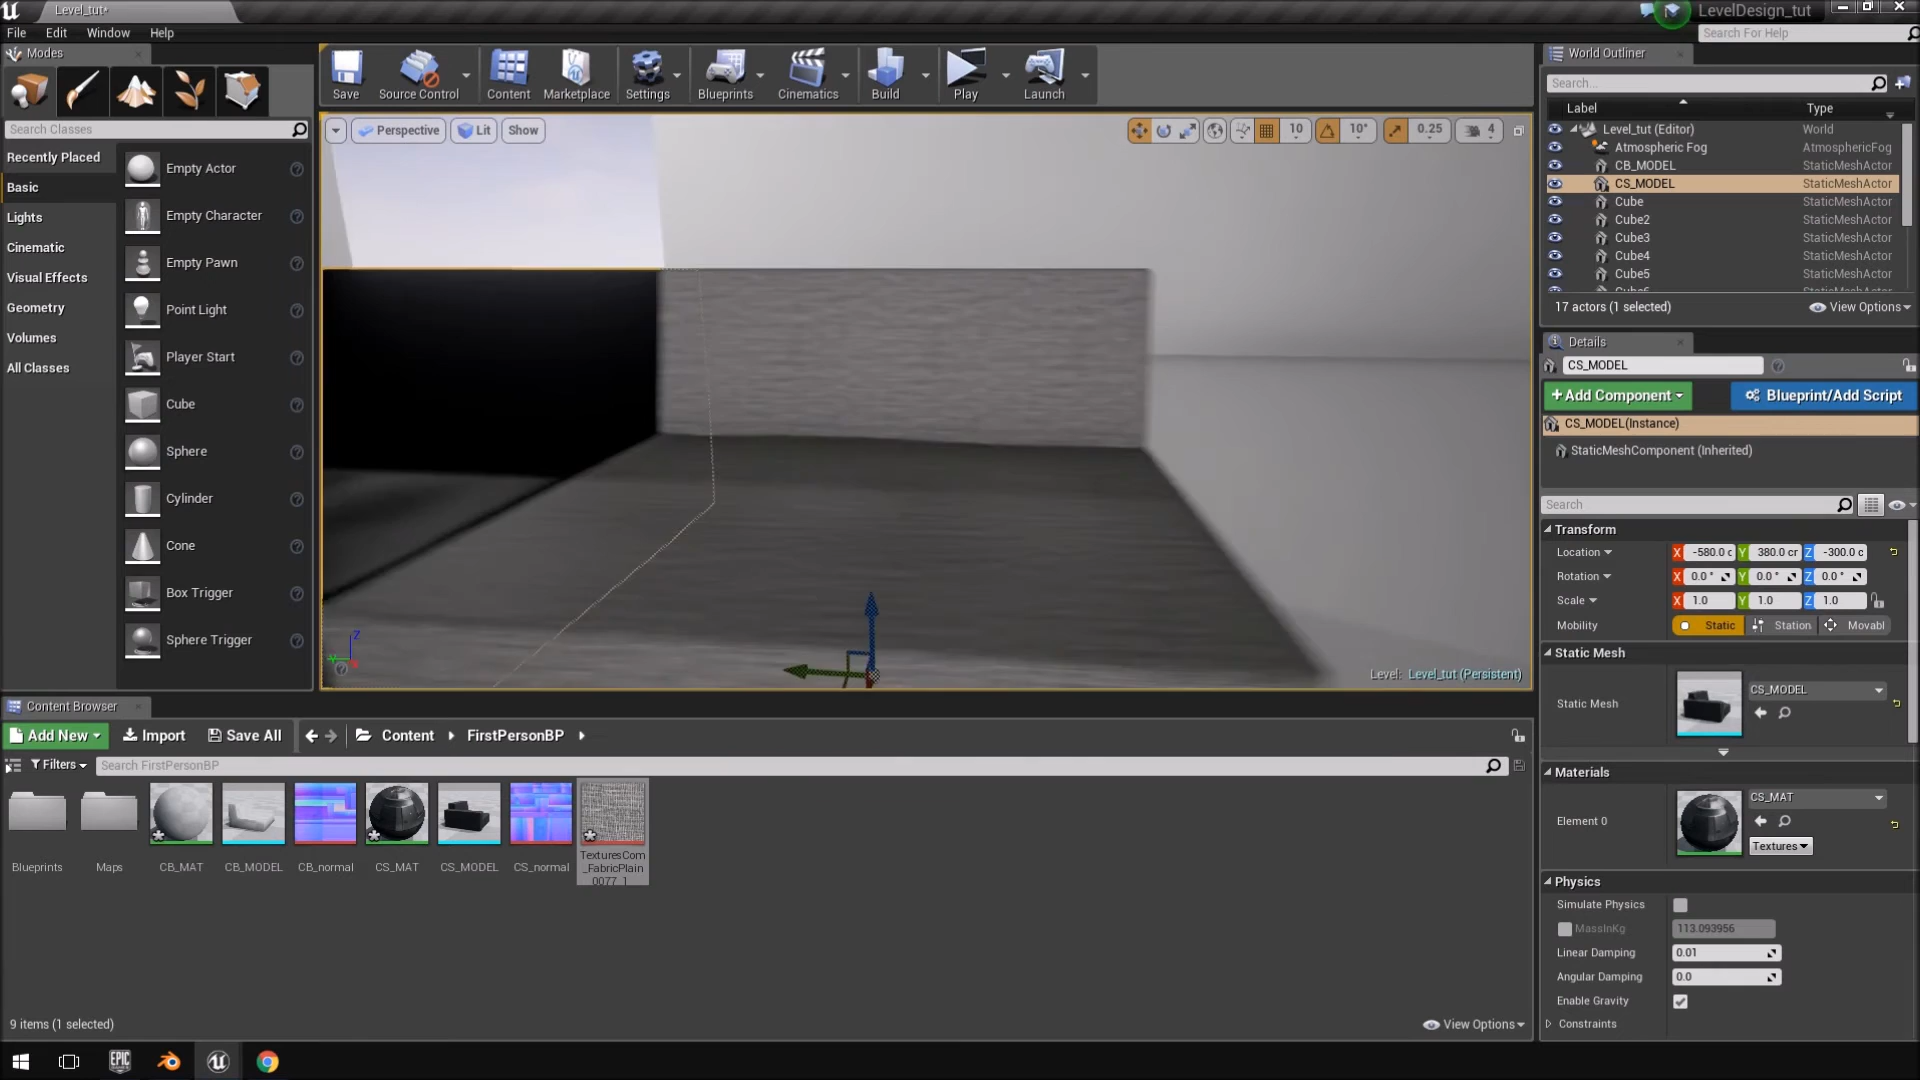 Level_tut*
LevelDesign_tut
File Edit Window Help
Search For Help
Modes
Search Classes
Recently Placed
Basic
Lights
Cinematic
Visual Effects
Geometry
Volumes
All Classes
Empty Actor
Empty Character
Empty Pawn
Point Light
Player Start
Cube
Sphere
Cylinder
Cone
Box Trigger
Sphere Trigger
Save Source Control Content Marketplace Settings Blueprints Cinematics Build Play Launch
Perspective Lit Show
10 10° 0.25 4
Z
Level: Level_tut (Persistent)
World Outliner
Search...
Label Type
Level_tut (Editor) World
Atmospheric Fog AtmosphericFog
CB_MODEL StaticMeshActor
CS_MODEL StaticMeshActor
Cube StaticMeshActor
Cube2 StaticMeshActor
Cube3 StaticMeshActor
Cube4 StaticMeshActor
Cube5 StaticMeshActor
17 actors (1 selected) View Options
Details
CS_MODEL
+Add Component Blueprint/Add Script
CS_MODEL(Instance)
StaticMeshComponent (Inherited)
Search
Transform
Location X -580.0 c Y 380.0 cr Z -300.0 c
Rotation X 0.0 ° Y 0.0 ° Z 0.0 °
Scale X 1.0 Y 1.0 Z 1.0
Mobility Static Station Movabl
Static Mesh
Static Mesh CS_MODEL
Materials
Element 0 CS_MAT
Textures
Physics
Simulate Physics
MassInKg 113.093956
Linear Damping 0.01
Angular Damping 0.0
Enable Gravity
Constraints
Content Browser
Add New Import Save All Content FirstPersonBP
Filters Search FirstPersonBP
Blueprints Maps CB_MAT CB_MODEL CB_normal CS_MAT CS_MODEL CS_normal TexturesCom
_FabricPlain
0077_1
9 items (1 selected) View Options
EPIC
GAMES